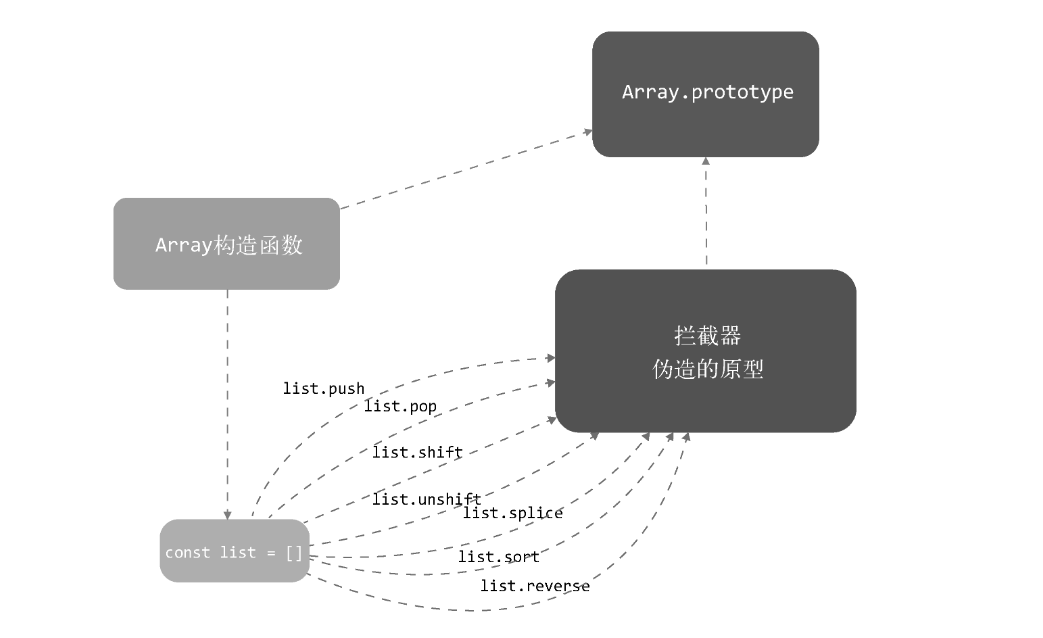 Array.prototype
Array构造函数
拦截器
伪造的原型
list.push
list.pop
list.shift
list.unshift
list.splice
const list = []
list.sort
list.reverse